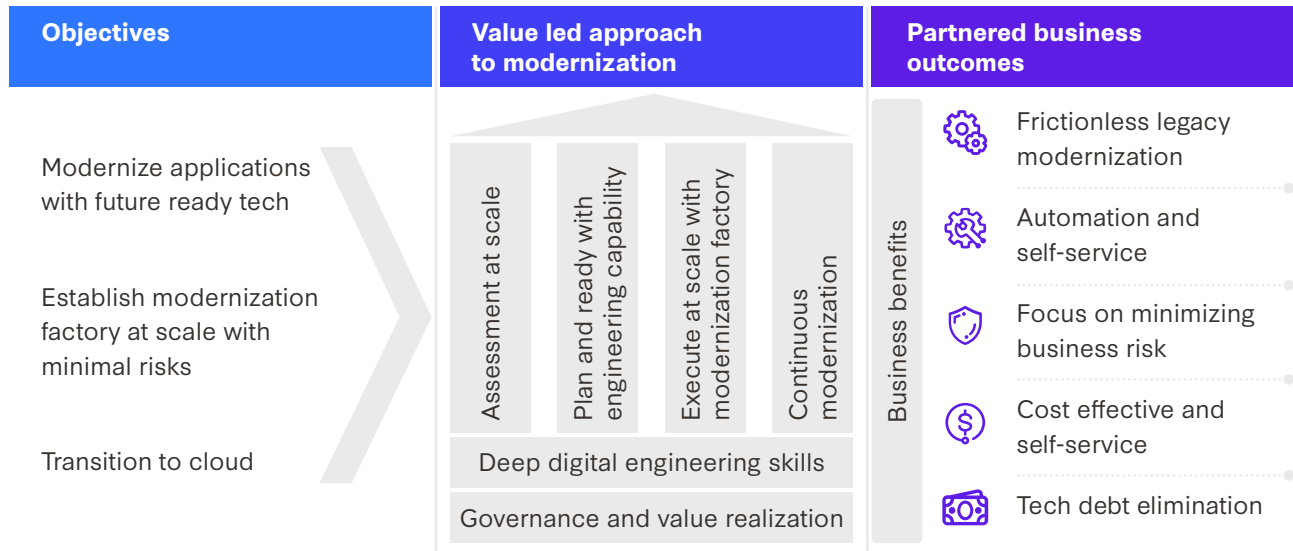 Objectives
Modernize applications
with future ready tech
Establish modernization
factory at scale with
minimal risks
Transition to cloud
Value led approach
to modernization
Assessment at scale
Plan and ready with
engineering capability
Execute at scale with
modernization factory
Continuous
modernization
Deep digital engineering skills
Governance and value realization
Partnered business
outcomes
Business benefits
Frictionless legacy
modernization
Automation and
self-service
Focus on minimizing
business risk
$
Cost effective and
self-service
Tech debt elimination